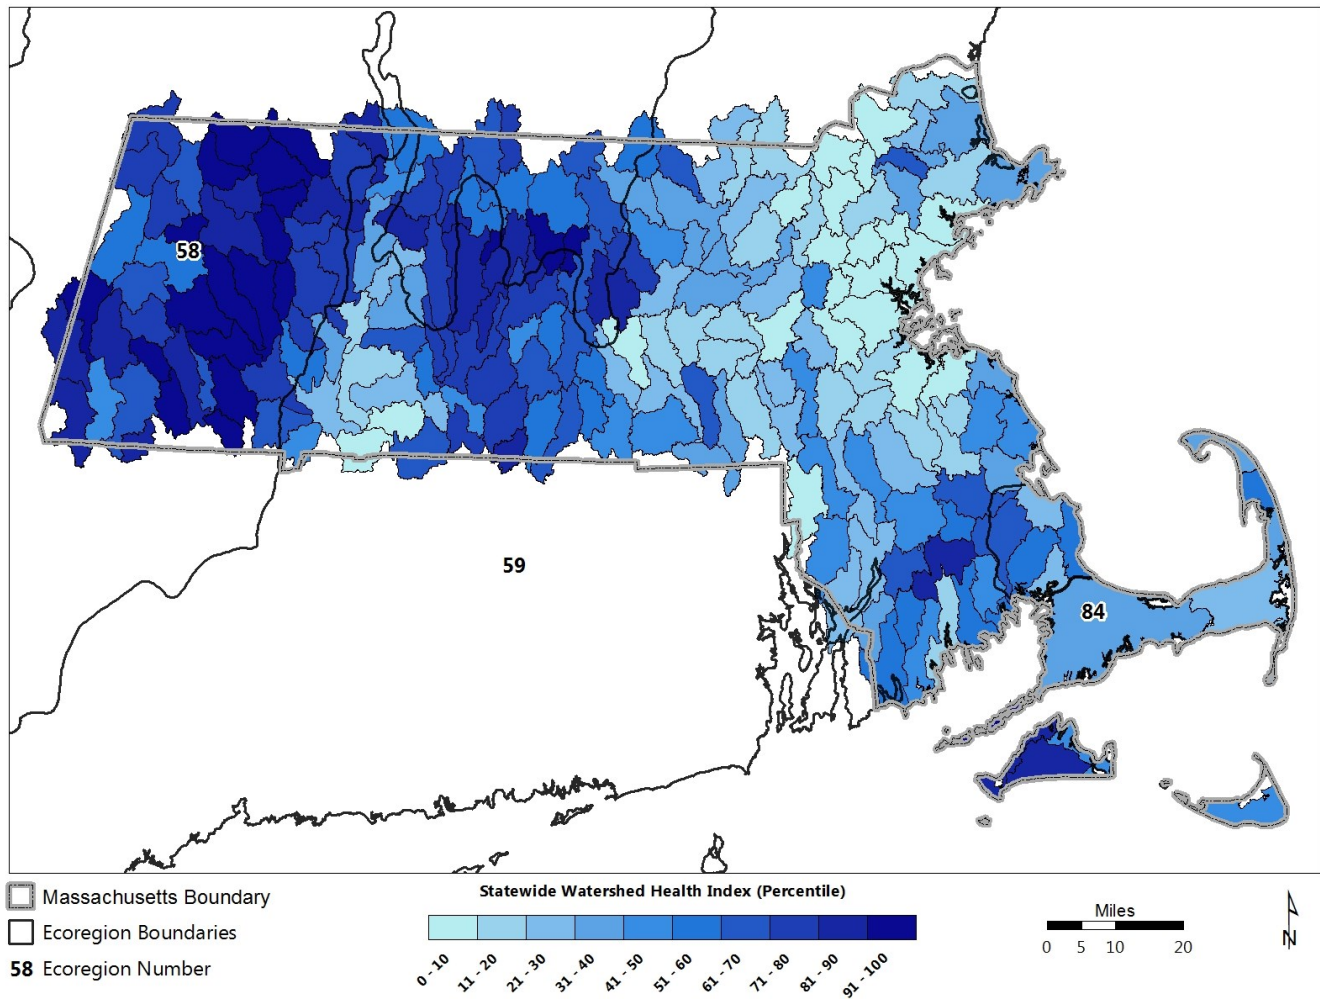 58
59
84
Massachusetts Boundary
Ecoregion Boundaries
58 Ecoregion Number
Statewide Watershed Health Index (Percentile)
0 - 10
11 - 20
21 - 30
31 - 40
41 - 50
51 - 60
61 - 70
71 - 80
81 - 90
91 - 100
Miles
0 5 10 20
N